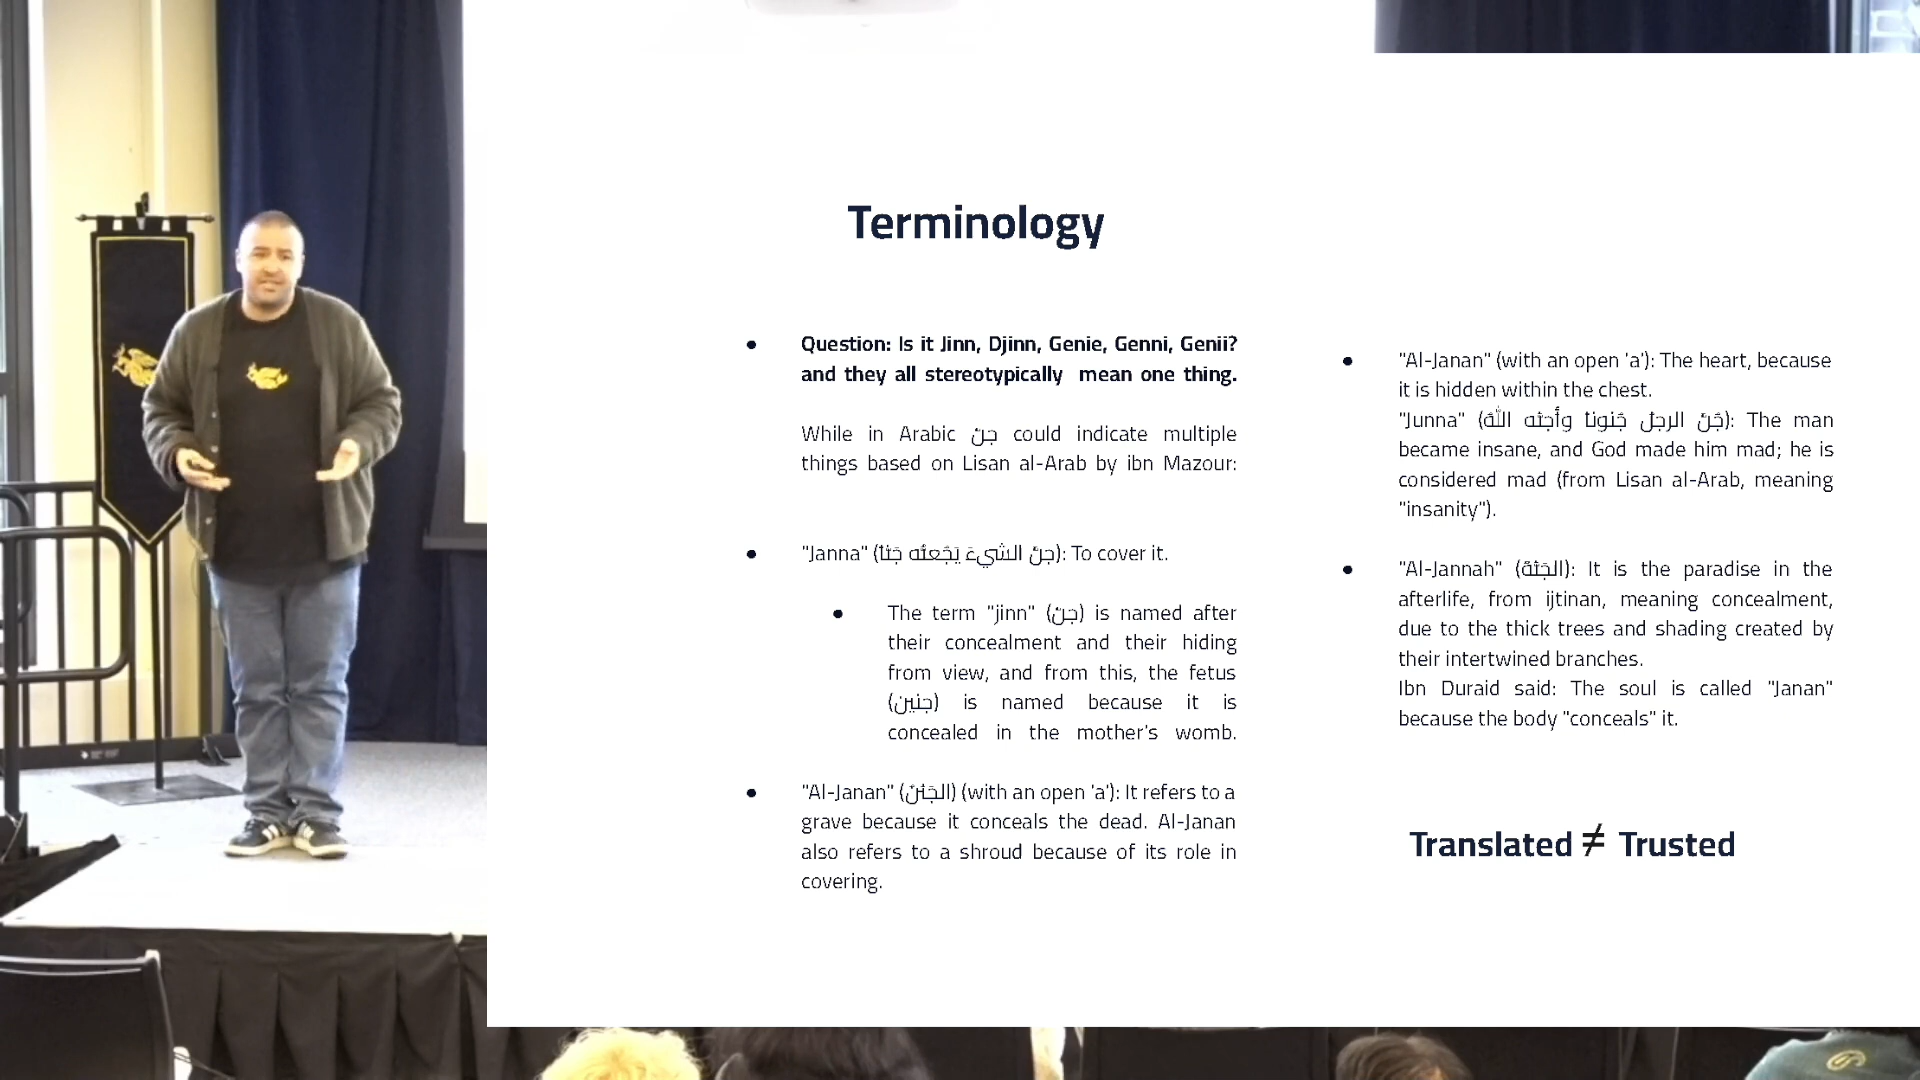 Terminology
Question: Is it Jinn, Djinn, Genie, Genni, Genii?
and they all stereotypically mean one thing.
While in Arabic جنّ could indicate multiple
things based on Lisan al-Arab by ibn Mazour:
"Janna" (جنّ الشيءَ يَجُعنُه جَنّا): To cover it.
The term "jinn" (جنّ) is named after
their concealment and their hiding
from view, and from this, the fetus
(جنين) is named because it is
concealed in the mother's womb.
"Al-Janan" (الجَنَنْ) (with an open 'a'): It refers to a
grave because it conceals the dead. Al-Janan
also refers to a shroud because of its role in
covering.
"Al-Janan" (with an open 'a'): The heart, because
it is hidden within the chest.
"Junna" (جُنَّ الرجلُ جُنونا وأجنّه اللّهُ): The man
became insane, and God made him mad; he is
considered mad (from Lisan al-Arab, meaning
"insanity").
"Al-Jannah" (الجَنّةُ): It is the paradise in the
afterlife, from ijtinan, meaning concealment,
due to the thick trees and shading created by
their intertwined branches.
Ibn Duraid said: The soul is called "Janan"
because the body "conceals" it.
Translated ≠ Trusted